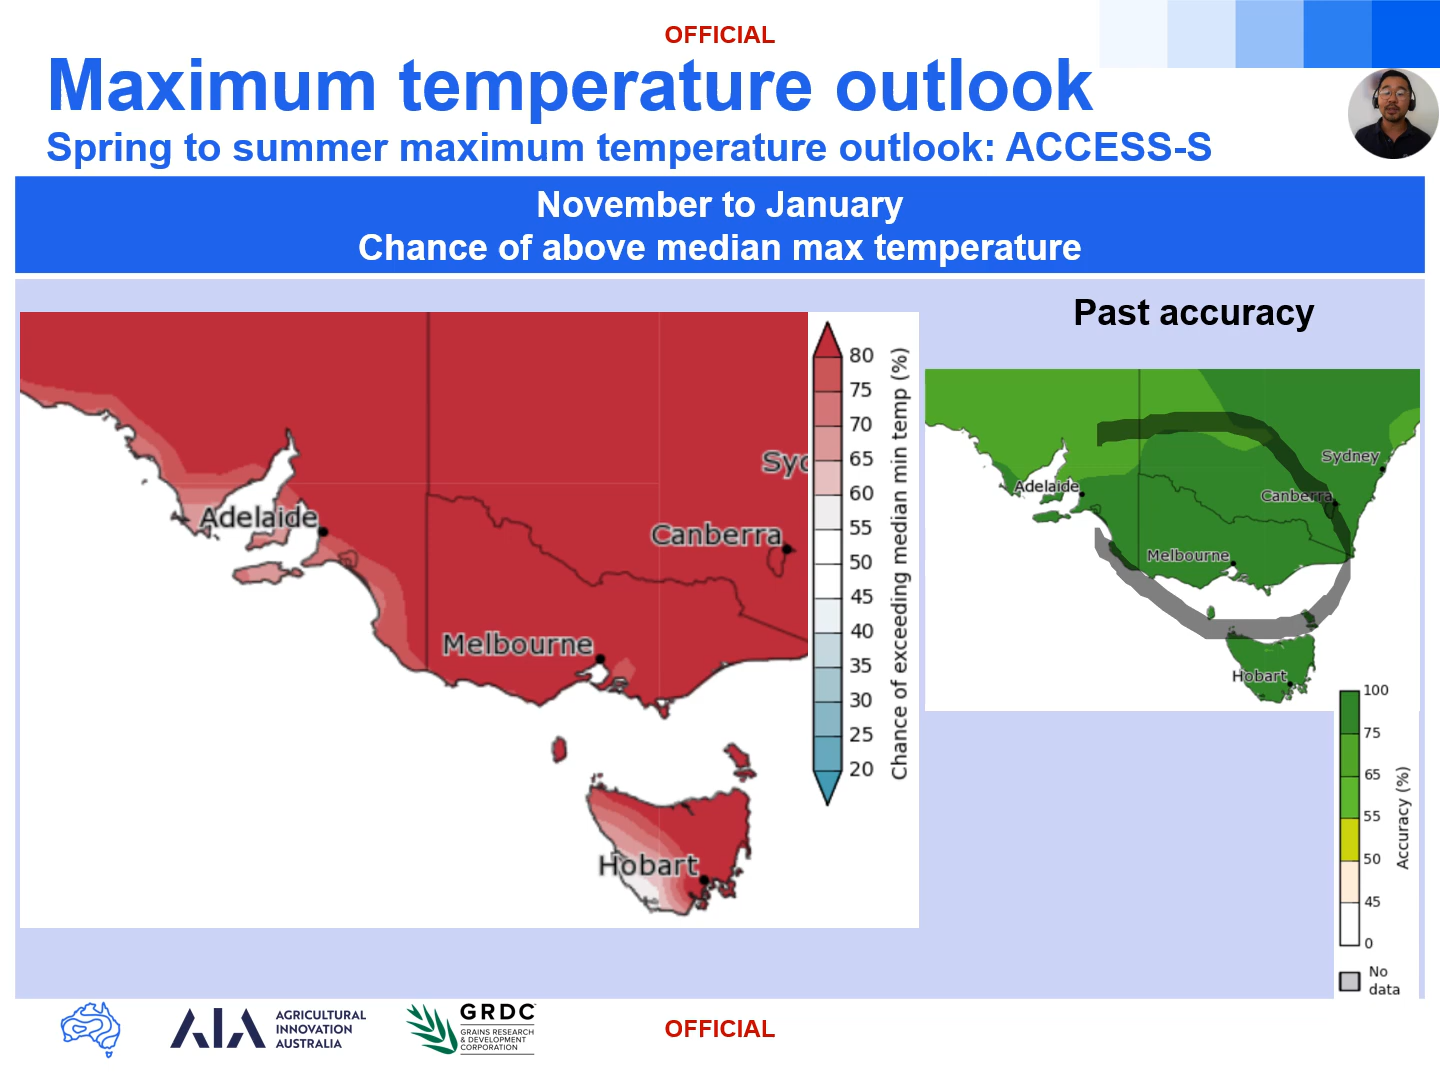 OFFICIAL
Maximum temperature outlook
Spring to summer maximum temperature outlook: ACCESS-S
November to January
Chance of above median max temperature
Past accuracy
Adelaide
Syd
Canberra
Melbourne
Hobart
80
75
70
65
60
55
50
45
40
35
30
25
20
Chance of exceeding median min temp (%)
Sydney
Adelaide
Canberra
Melbourne
Hobart
100
75
65
55
50
45
0
No
data
Accuracy (%)
AIA
AGRICULTURAL
INNOVATION
AUSTRALIA
GRDC
GRAINS RESEARCH
& DEVELOPMENT
CORPORATION
OFFICIAL